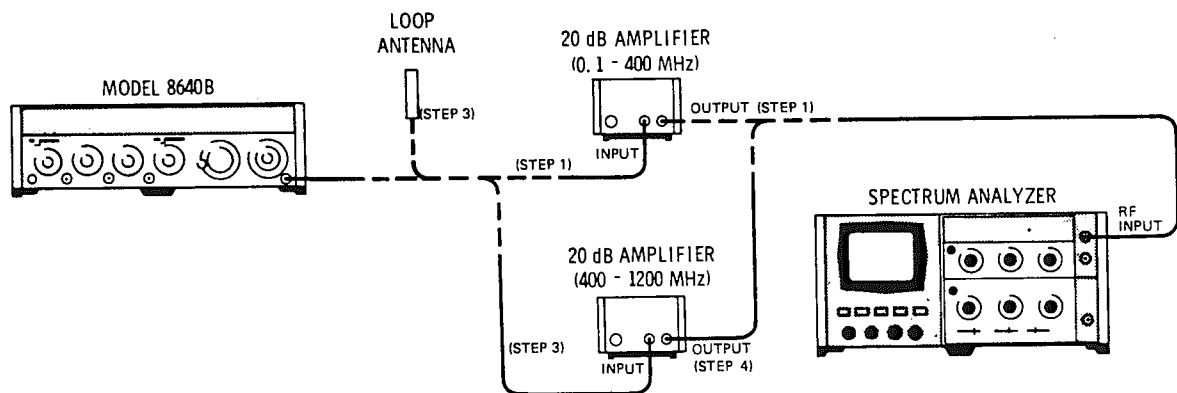 LOOP
ANTENNA
20 dB AMPLIFIER
(0.1 - 400 MHz)
MODEL 8640B
(STEP 3)
OUTPUT (STEP 1)
INPUT
(STEP 1)
SPECTRUM ANALYZER
RF
INPUT
20 dB AMPLIFIER
(400 - 1200 MHz)
(STEP 3)
OUTPUT
(STEP 4)
INPUT